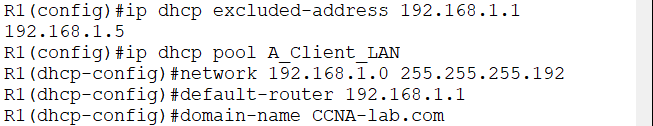 R1(config)#ip dhcp excluded-address 192.168.1.1
192.168.1.5
R1(config)#ip dhcp pool A_Client_LAN
R1(dhcp-config)#network 192.168.1.0 255.255.255.192
R1(dhcp-config)#default-router 192.168.1.1
R1(dhcp-config)#domain-name CCNA-lab.com